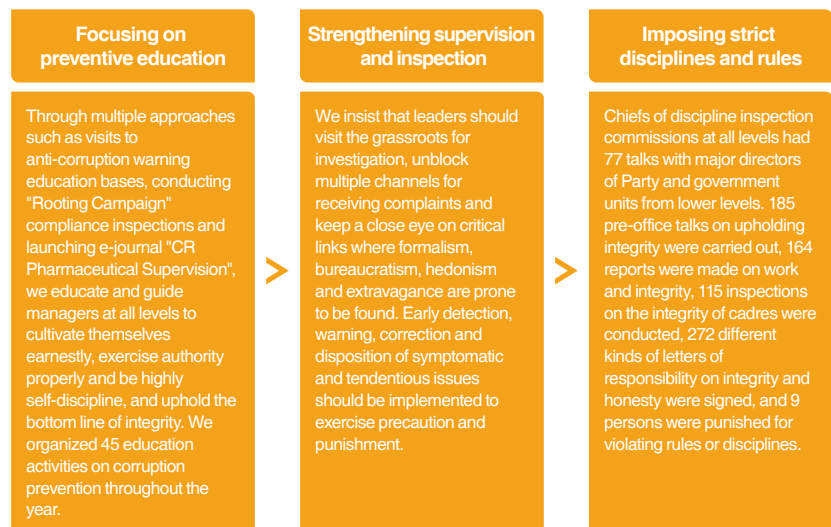 Focusing on
preventive education
Through multiple approaches
such as visits to
anti-corruption warning
education bases, conducting
"Rooting Campaign"
compliance inspections and
launching e-journal "CR
Pharmaceutical Supervision",
we educate and guide
managers at all levels to
cultivate themselves
earnestly, exercise authority
properly and be highly
self-discipline, and uphold the
bottom line of integrity. We
organized 45 education
activities on corruption
prevention throughout the
year.
Strengthening supervision
and inspection
We insist that leaders should
visit the grassroots for
investigation, unblock
multiple channels for
receiving complaints and
keep a close eye on critical
links where formalism,
bureaucratism, hedonism
and extravagance are prone
to be found. Early detection,
warning, correction and
disposition of symptomatic
and tendentious issues
should be implemented to
exercise precaution and
punishment.
Imposing strict
disciplines and rules
Chiefs of discipline inspection
commissions at all levels had
77 talks with major directors
of Party and government
units from lower levels. 185
pre-office talks on upholding
integrity were carried out, 164
reports were made on work
and integrity, 115 inspections
on the integrity of cadres were
conducted, 272 different
kinds of letters of
responsibility on integrity and
honesty were signed, and 9
persons were punished for
violating rules or disciplines.